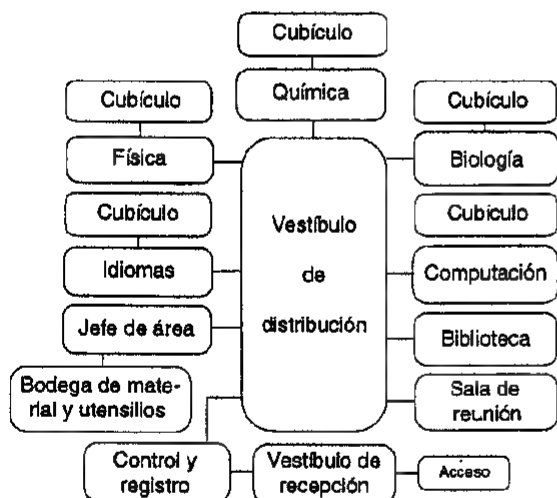 Cubículo
Química
Cubículo
Física
Cubículo
Biología
Cubículo
Idiomas
Cubículo
Computación
Vestíbulo
de
distribución
Jefe de área
Biblioteca
Bodega de mate-
rial y utensilios
Sala de
reunión
Control y
registro
Vestíbulo de
recepción
Acceso